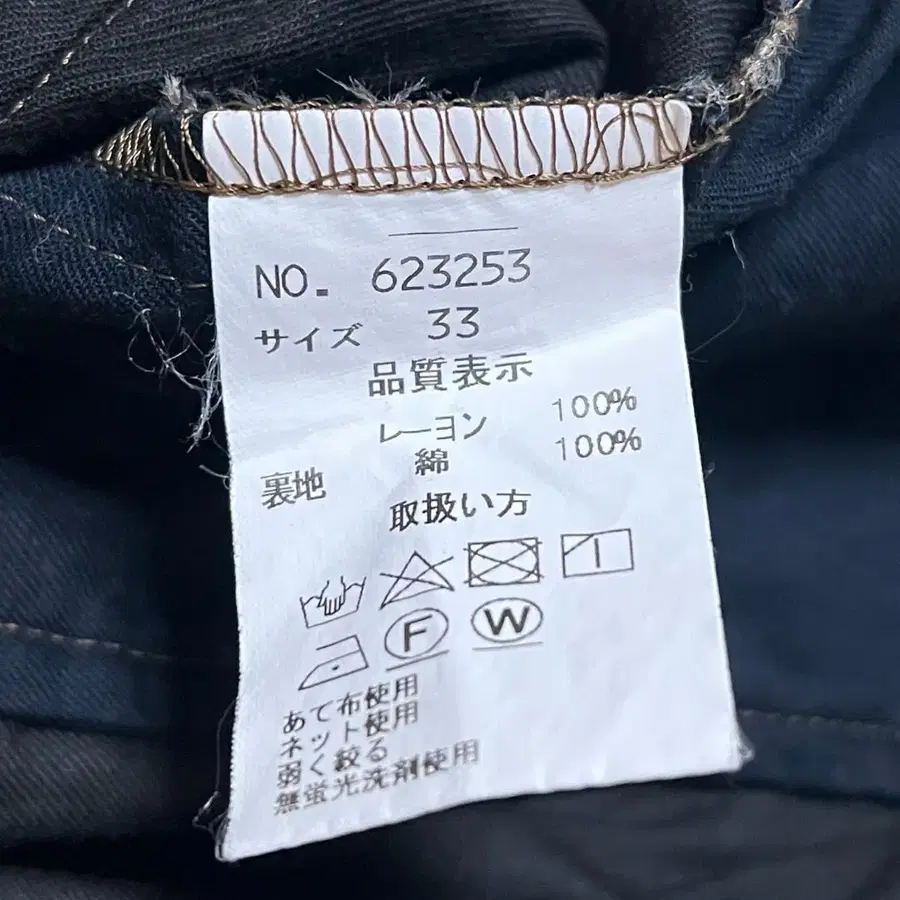 NO. 623253
サイズ 33
品質表示
レーヨン 100%
裏地 綿 100%
取扱い方
F W
あて布使用
ネット使用
弱く絞る
無蛍光洗剤使用